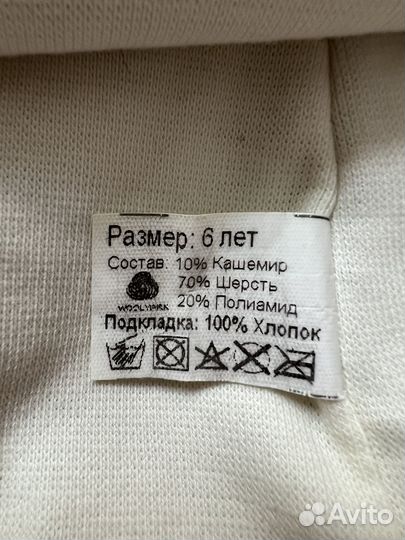 Размер: 6 лет
Состав: 10% Кашемир
70% Шерсть
20% Полиамид
Подкладка: 100% Хлопок
Avito